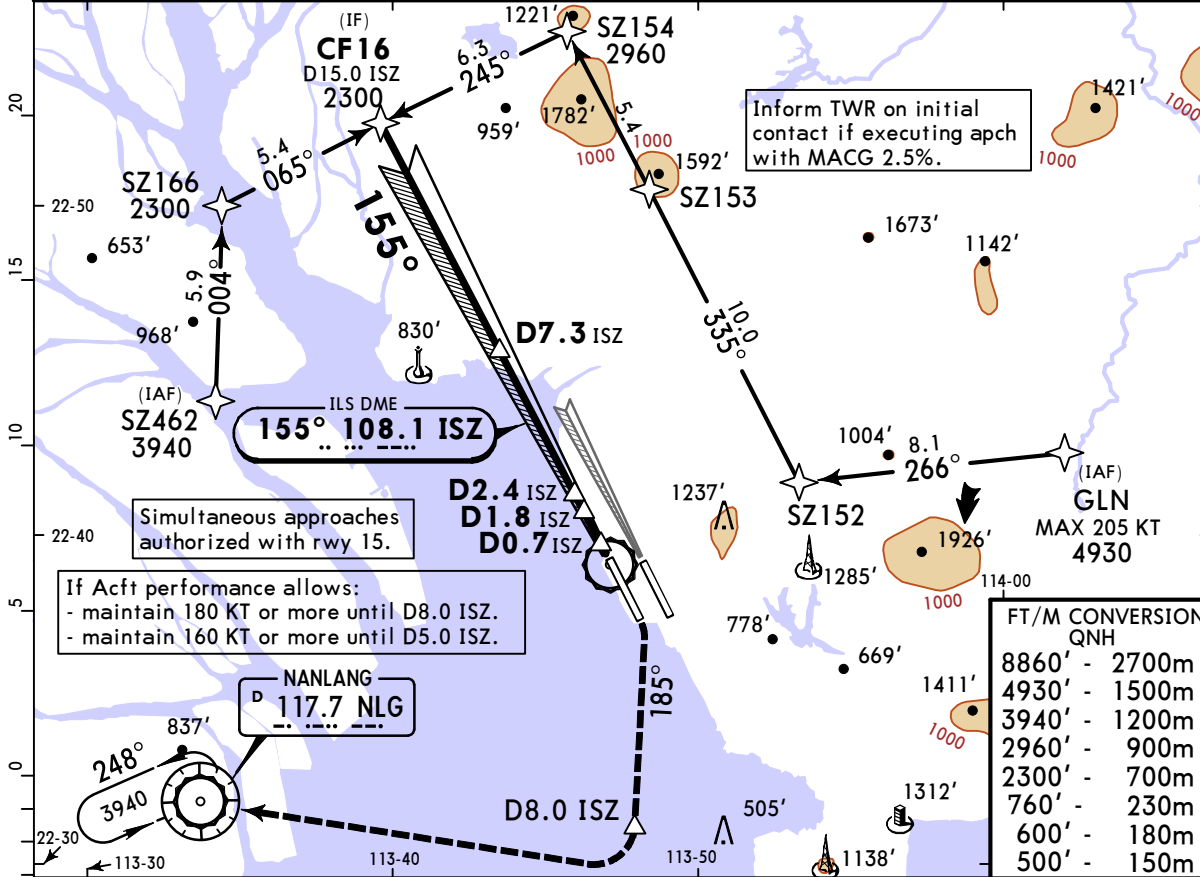 1221'
(IF)
CF16
D15.0 ISZ
2300
6.3
245°
SZ154
2960
959'
1782'
5.4
1000
1000
1592'
SZ153
Inform TWR on initial
contact if executing apch
with MACG 2.5%.
1421'
1000
1000
20
5.4
065°
SZ166
2300
22-50
653'
155°
1673'
1142'
15
5.9
004°
968'
830'
D7.3 ISZ
10.0
335°
(IAF)
SZ462
3940
ILS DME
155° 108.1 ISZ
10
1004'
8.1
266°
(IAF)
GLN
MAX 205 KT
4930
D2.4 ISZ
D1.8 ISZ
D0.7 ISZ
1237'
SZ152
Simultaneous approaches
authorized with rwy 15.
22-40
1926'
1285'
1000
114-00
If Acft performance allows:
- maintain 180 KT or more until D8.0 ISZ.
- maintain 160 KT or more until D5.0 ISZ.
5
778'
669'
185°
NANLANG
D 117.7 NLG
837'
248°
3940
0
1411'
1000
D8.0 ISZ
505'
1312'
1138'
22-30
113-30
113-40
113-50
FT/M CONVERSION
QNH
8860' - 2700m
4930' - 1500m
3940' - 1200m
2960' - 900m
2300' - 700m
760' - 230m
600' - 180m
500' - 150m